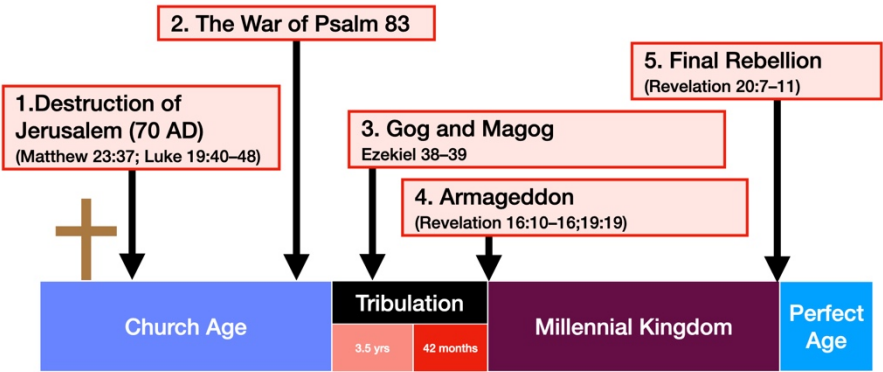 2. The War of Psalm 83
1.Destruction of
Jerusalem (70 AD)
(Matthew 23:37; Luke 19:40–48)
5. Final Rebellion
(Revelation 20:7–11)
3. Gog and Magog
Ezekiel 38–39
4. Armageddon
(Revelation 16:10–16;19:19)
Church Age
Tribulation
3.5 yrs
42 months
Millennial Kingdom
Perfect
Age